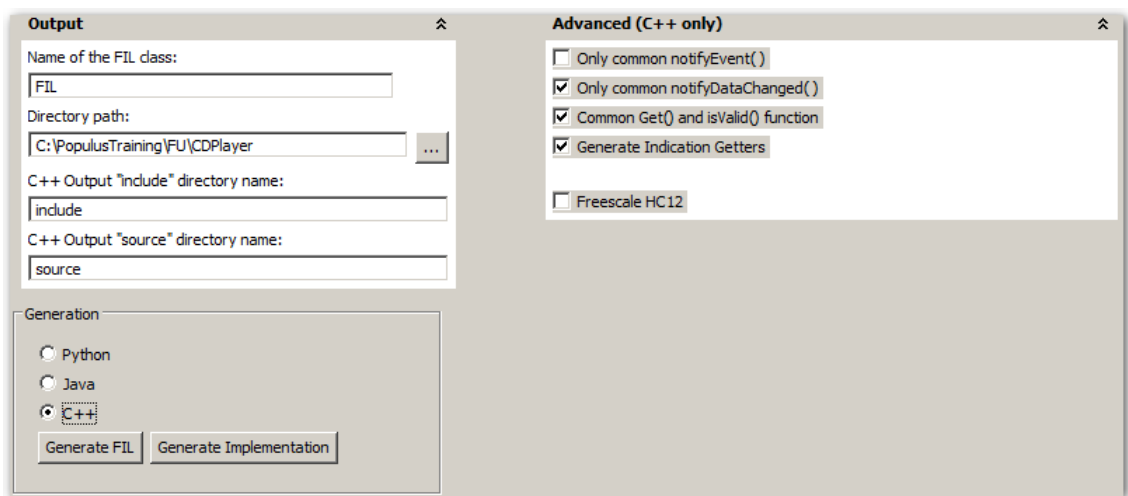 Output
Name of the FIL class:
FIL
Directory path:
C:\PopulusTraining\FU\CDPlayer
...
C++ Output "include" directory name:
include
C++ Output "source" directory name:
source
Generation
Python
Java
C++
Generate FIL Generate Implementation
Advanced (C++ only)
Only common notifyEvent()
Only common notifyDataChanged()
Common Get() and isValid() function
Generate Indication Getters
Freescale HC12